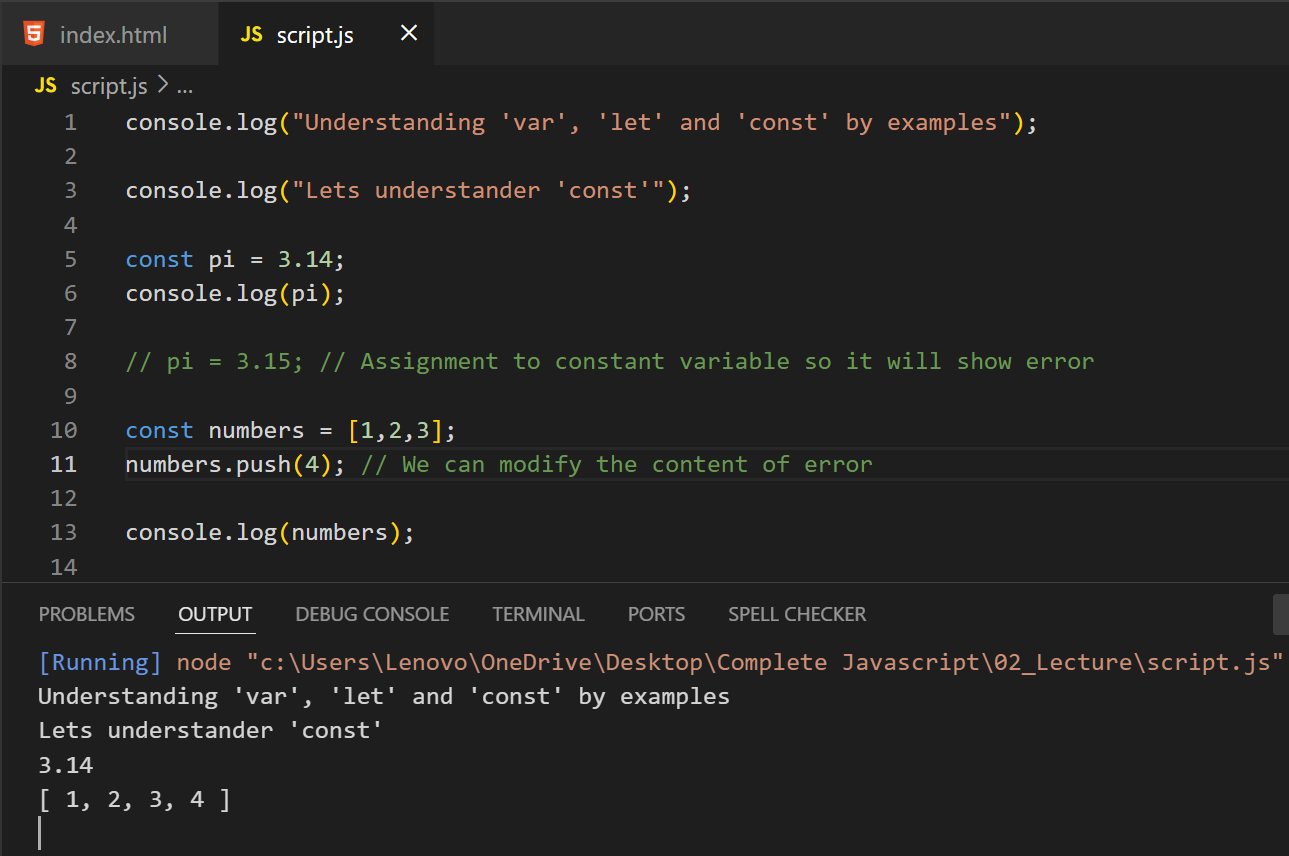 index.html
JS script.js ×
JS script.js > ...
1 console.log("Understanding 'var', 'let' and 'const' by examples");
2
3 console.log("Lets understander 'const'");
4
5 const pi = 3.14;
6 console.log(pi);
7
8 // pi = 3.15; // Assignment to constant variable so it will show error
9
10 const numbers = [1,2,3];
11 numbers.push(4); // We can modify the content of error
12
13 console.log(numbers);
14
PROBLEMS OUTPUT DEBUG CONSOLE TERMINAL PORTS SPELL CHECKER
[Running] node "c:\Users\Lenovo\OneDrive\Desktop\Complete Javascript\02_Lecture\script.js"
Understanding 'var', 'let' and 'const' by examples
Lets understander 'const'
3.14
[ 1, 2, 3, 4 ]